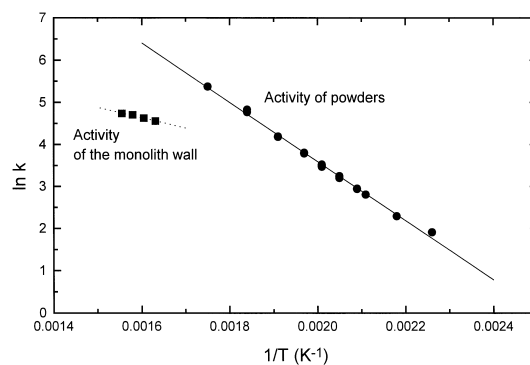 7
6
5
4
3
2
1
0
ln k
Activity of powders
Activity
of the monolith wall
0.0014 0.0016 0.0018 0.0020 0.0022 0.0024
1/T (K-1)